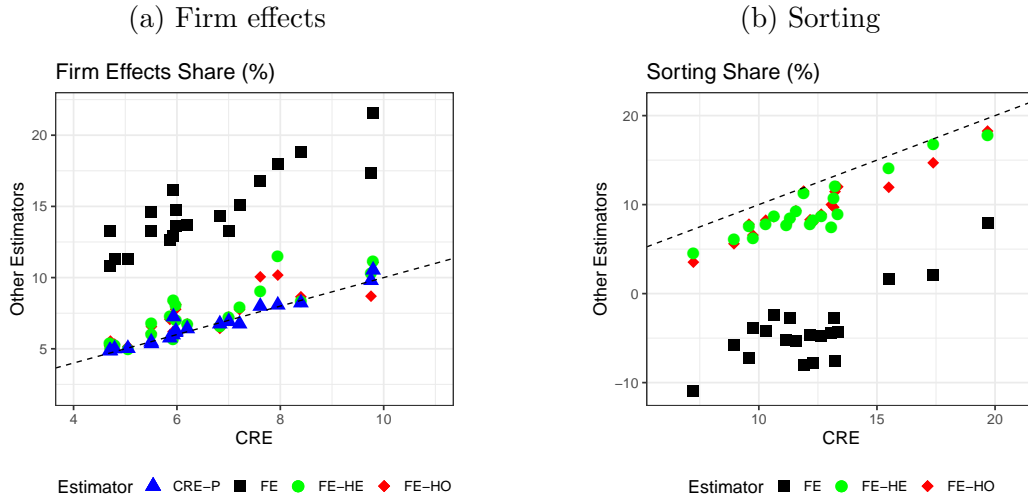 (a) Firm effects
(b) Sorting
Firm Effects Share (%)
Other Estimators
20
15
10
5
4
6
8
10
CRE
Estimator CRE−P FE FE−HE FE−HO
Sorting Share (%)
Other Estimators
20
10
0
−10
10
15
20
CRE
Estimator FE FE−HE FE−HO